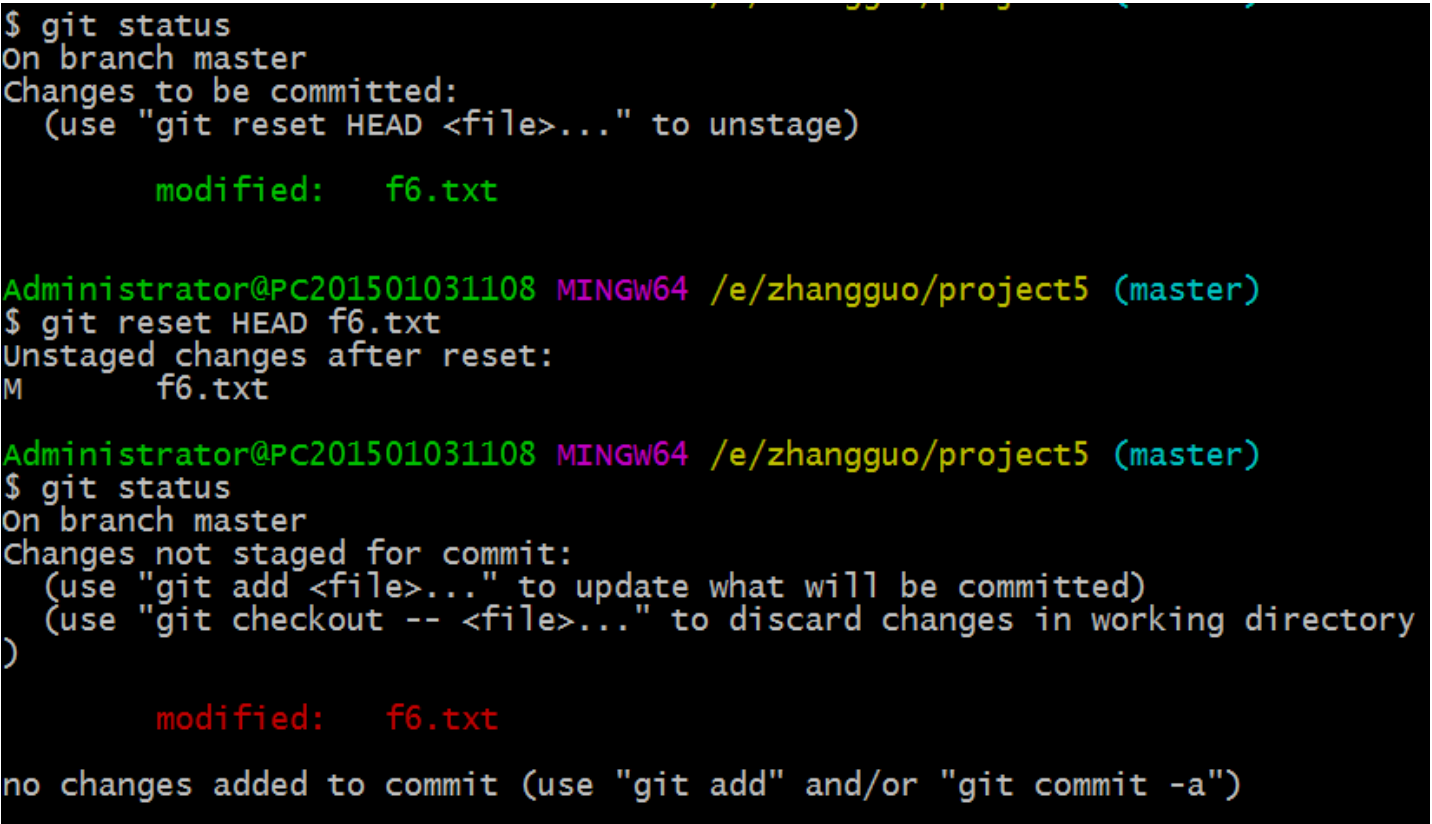 $ git status
On branch master
Changes to be committed:
  (use "git reset HEAD <file>..." to unstage)
        modified:   f6.txt
Administrator@PC201501031108 MINGW64 /e/zhangguo/project5 (master)
$ git reset HEAD f6.txt
Unstaged changes after reset:
M       f6.txt
Administrator@PC201501031108 MINGW64 /e/zhangguo/project5 (master)
$ git status
On branch master
Changes not staged for commit:
  (use "git add <file>..." to update what will be committed)
  (use "git checkout -- <file>..." to discard changes in working directory
)
        modified:   f6.txt
no changes added to commit (use "git add" and/or "git commit -a")